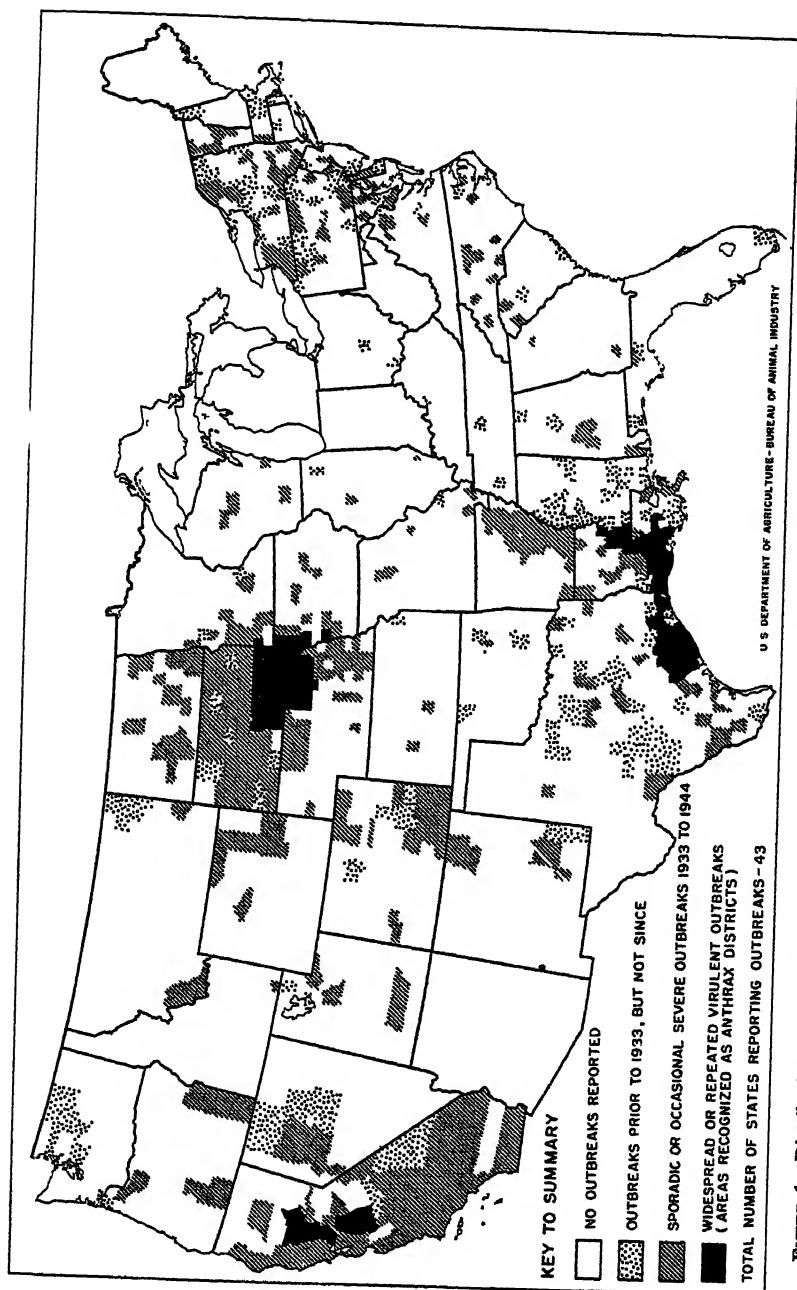 KEY TO SUMMARY
NO OUTBREAKS REPORTED
OUTBREAKS PRIOR TO 1933, BUT NOT SINCE
SPORADIC OR OCCASIONAL SEVERE OUTBREAKS 1933 TO 1944
WIDESPREAD OR REPEATED VIRULENT OUTBREAKS
( AREAS RECOGNIZED AS ANTHRAX DISTRICTS )
TOTAL NUMBER OF STATES REPORTING OUTBREAKS-43
U S DEPARTMENT OF AGRICULTURE-BUREAU OF ANIMAL INDUSTRY